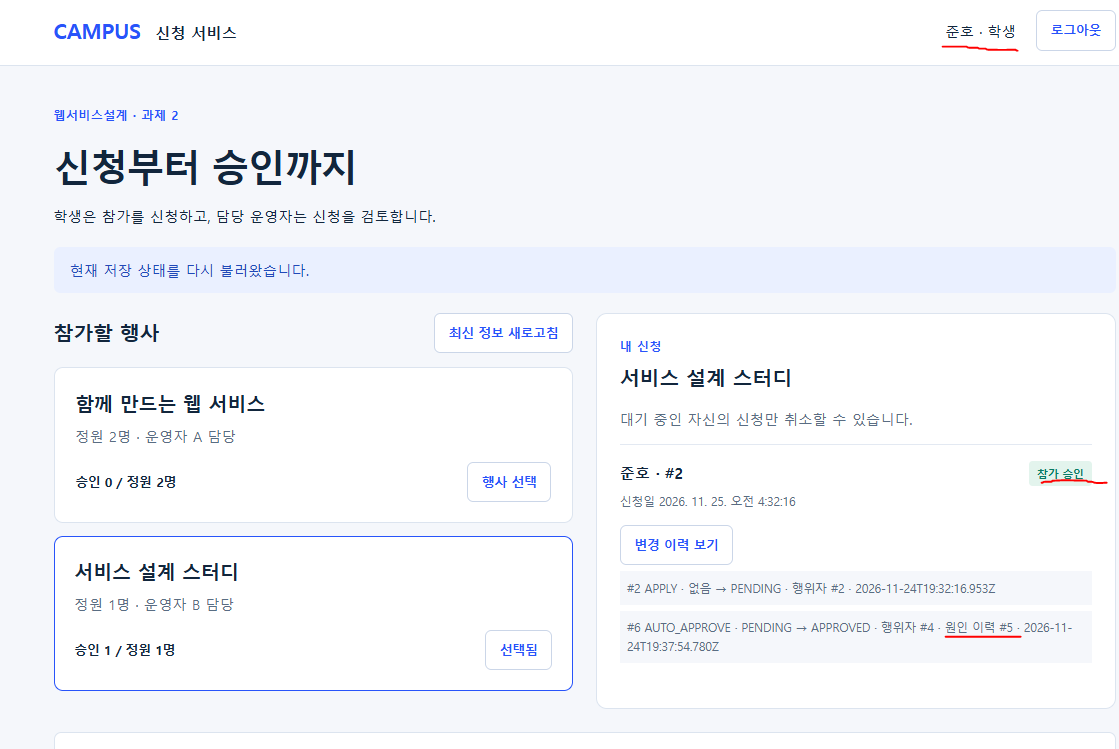 CAMPUS 신청 서비스
준호 · 학생
로그아웃
웹서비스설계 · 과제 2
신청부터 승인까지
학생은 참가를 신청하고, 담당 운영자는 신청을 검토합니다.
현재 저장 상태를 다시 불러왔습니다.
참가할 행사
최신 정보 새로고침
함께 만드는 웹 서비스
정원 2명 · 운영자 A 담당
승인 0 / 정원 2명
행사 선택
서비스 설계 스터디
정원 1명 · 운영자 B 담당
승인 1 / 정원 1명
선택됨
내 신청
서비스 설계 스터디
대기 중인 자신의 신청만 취소할 수 있습니다.
준호 · #2
참가 승인
신청일 2026. 11. 25. 오전 4:32:16
변경 이력 보기
#2 APPLY · 없음 → PENDING · 행위자 #2 · 2026-11-24T19:32:16.953Z
#6 AUTO_APPROVE · PENDING → APPROVED · 행위자 #4 · 원인 이력 #5 · 2026-11-
24T19:37:54.780Z